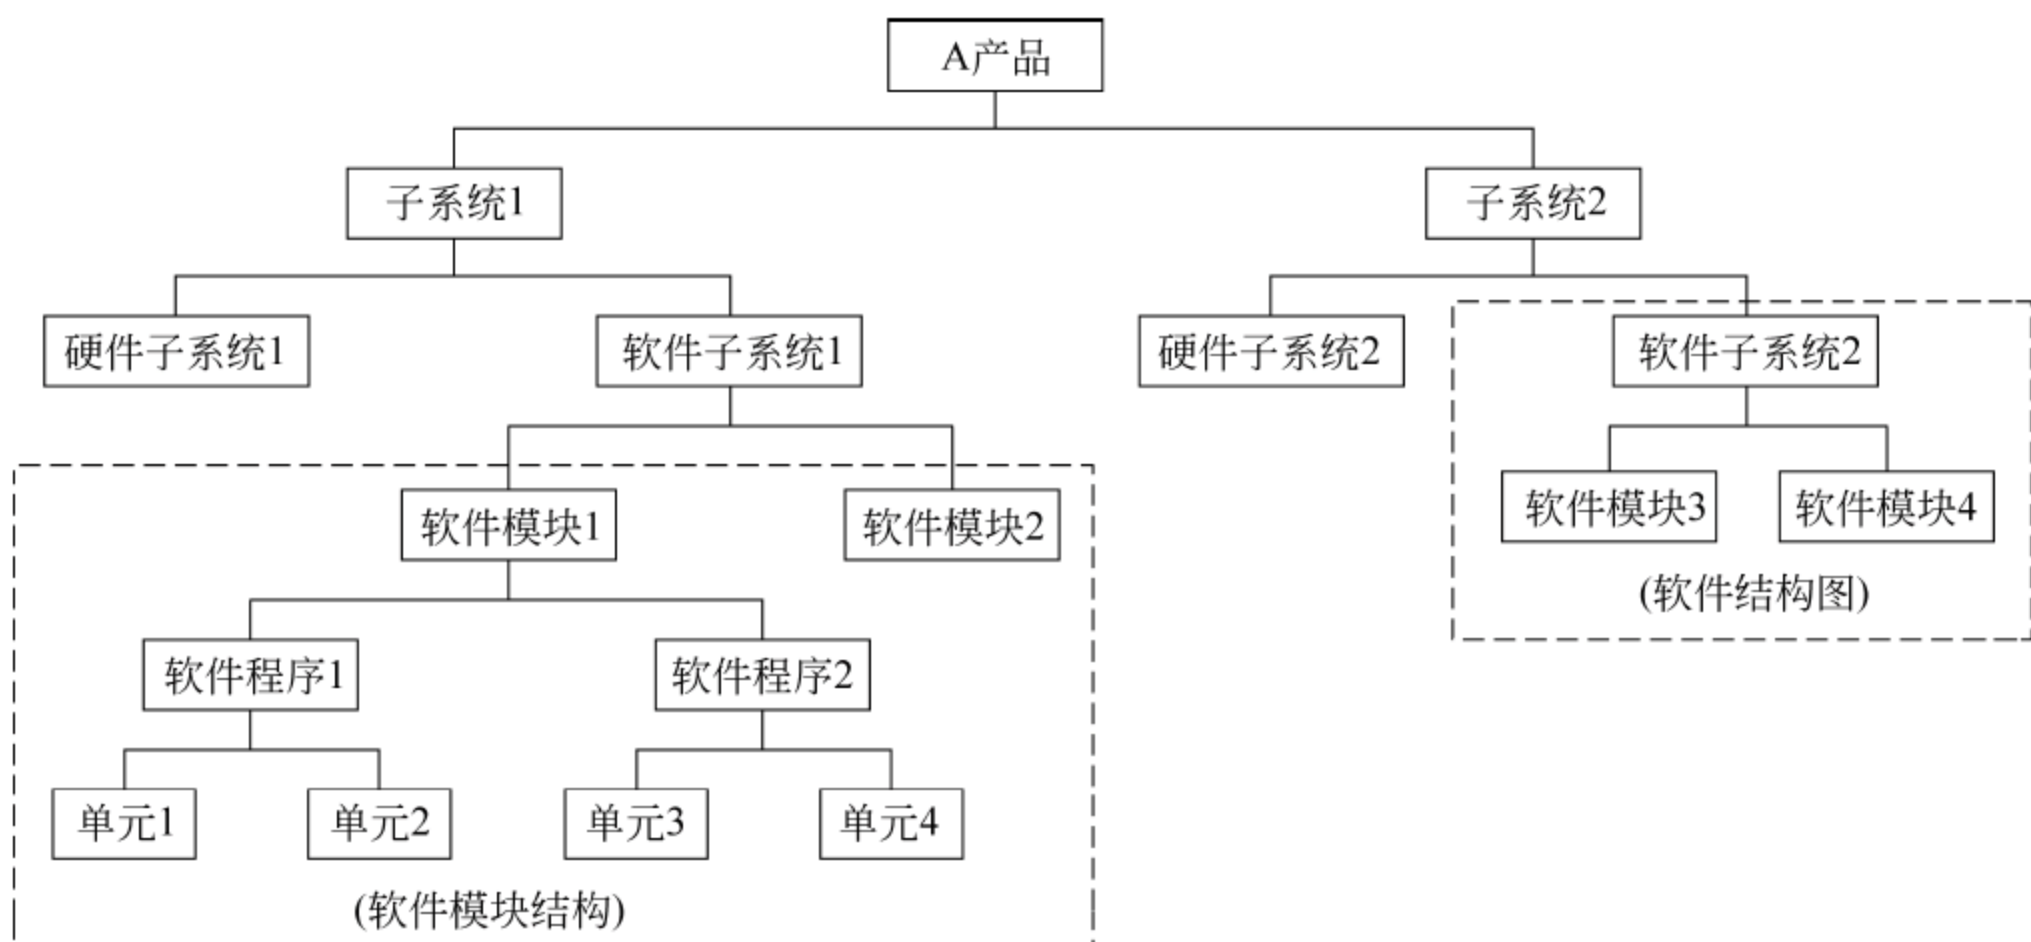 A产品
子系统1
子系统2
硬件子系统1
软件子系统1
硬件子系统2
软件子系统2
软件模块1
软件模块2
软件模块3
软件模块4
(软件结构图)
软件程序1
软件程序2
单元1
单元2
单元3
单元4
(软件模块结构)